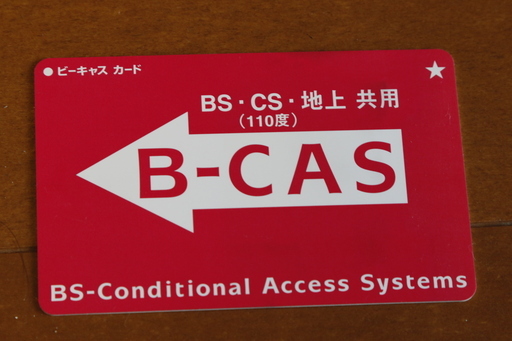 ● ビーキャス カード
★
BS・CS・地上 共用
(110度)
B-CAS
BS-Conditional Access Systems